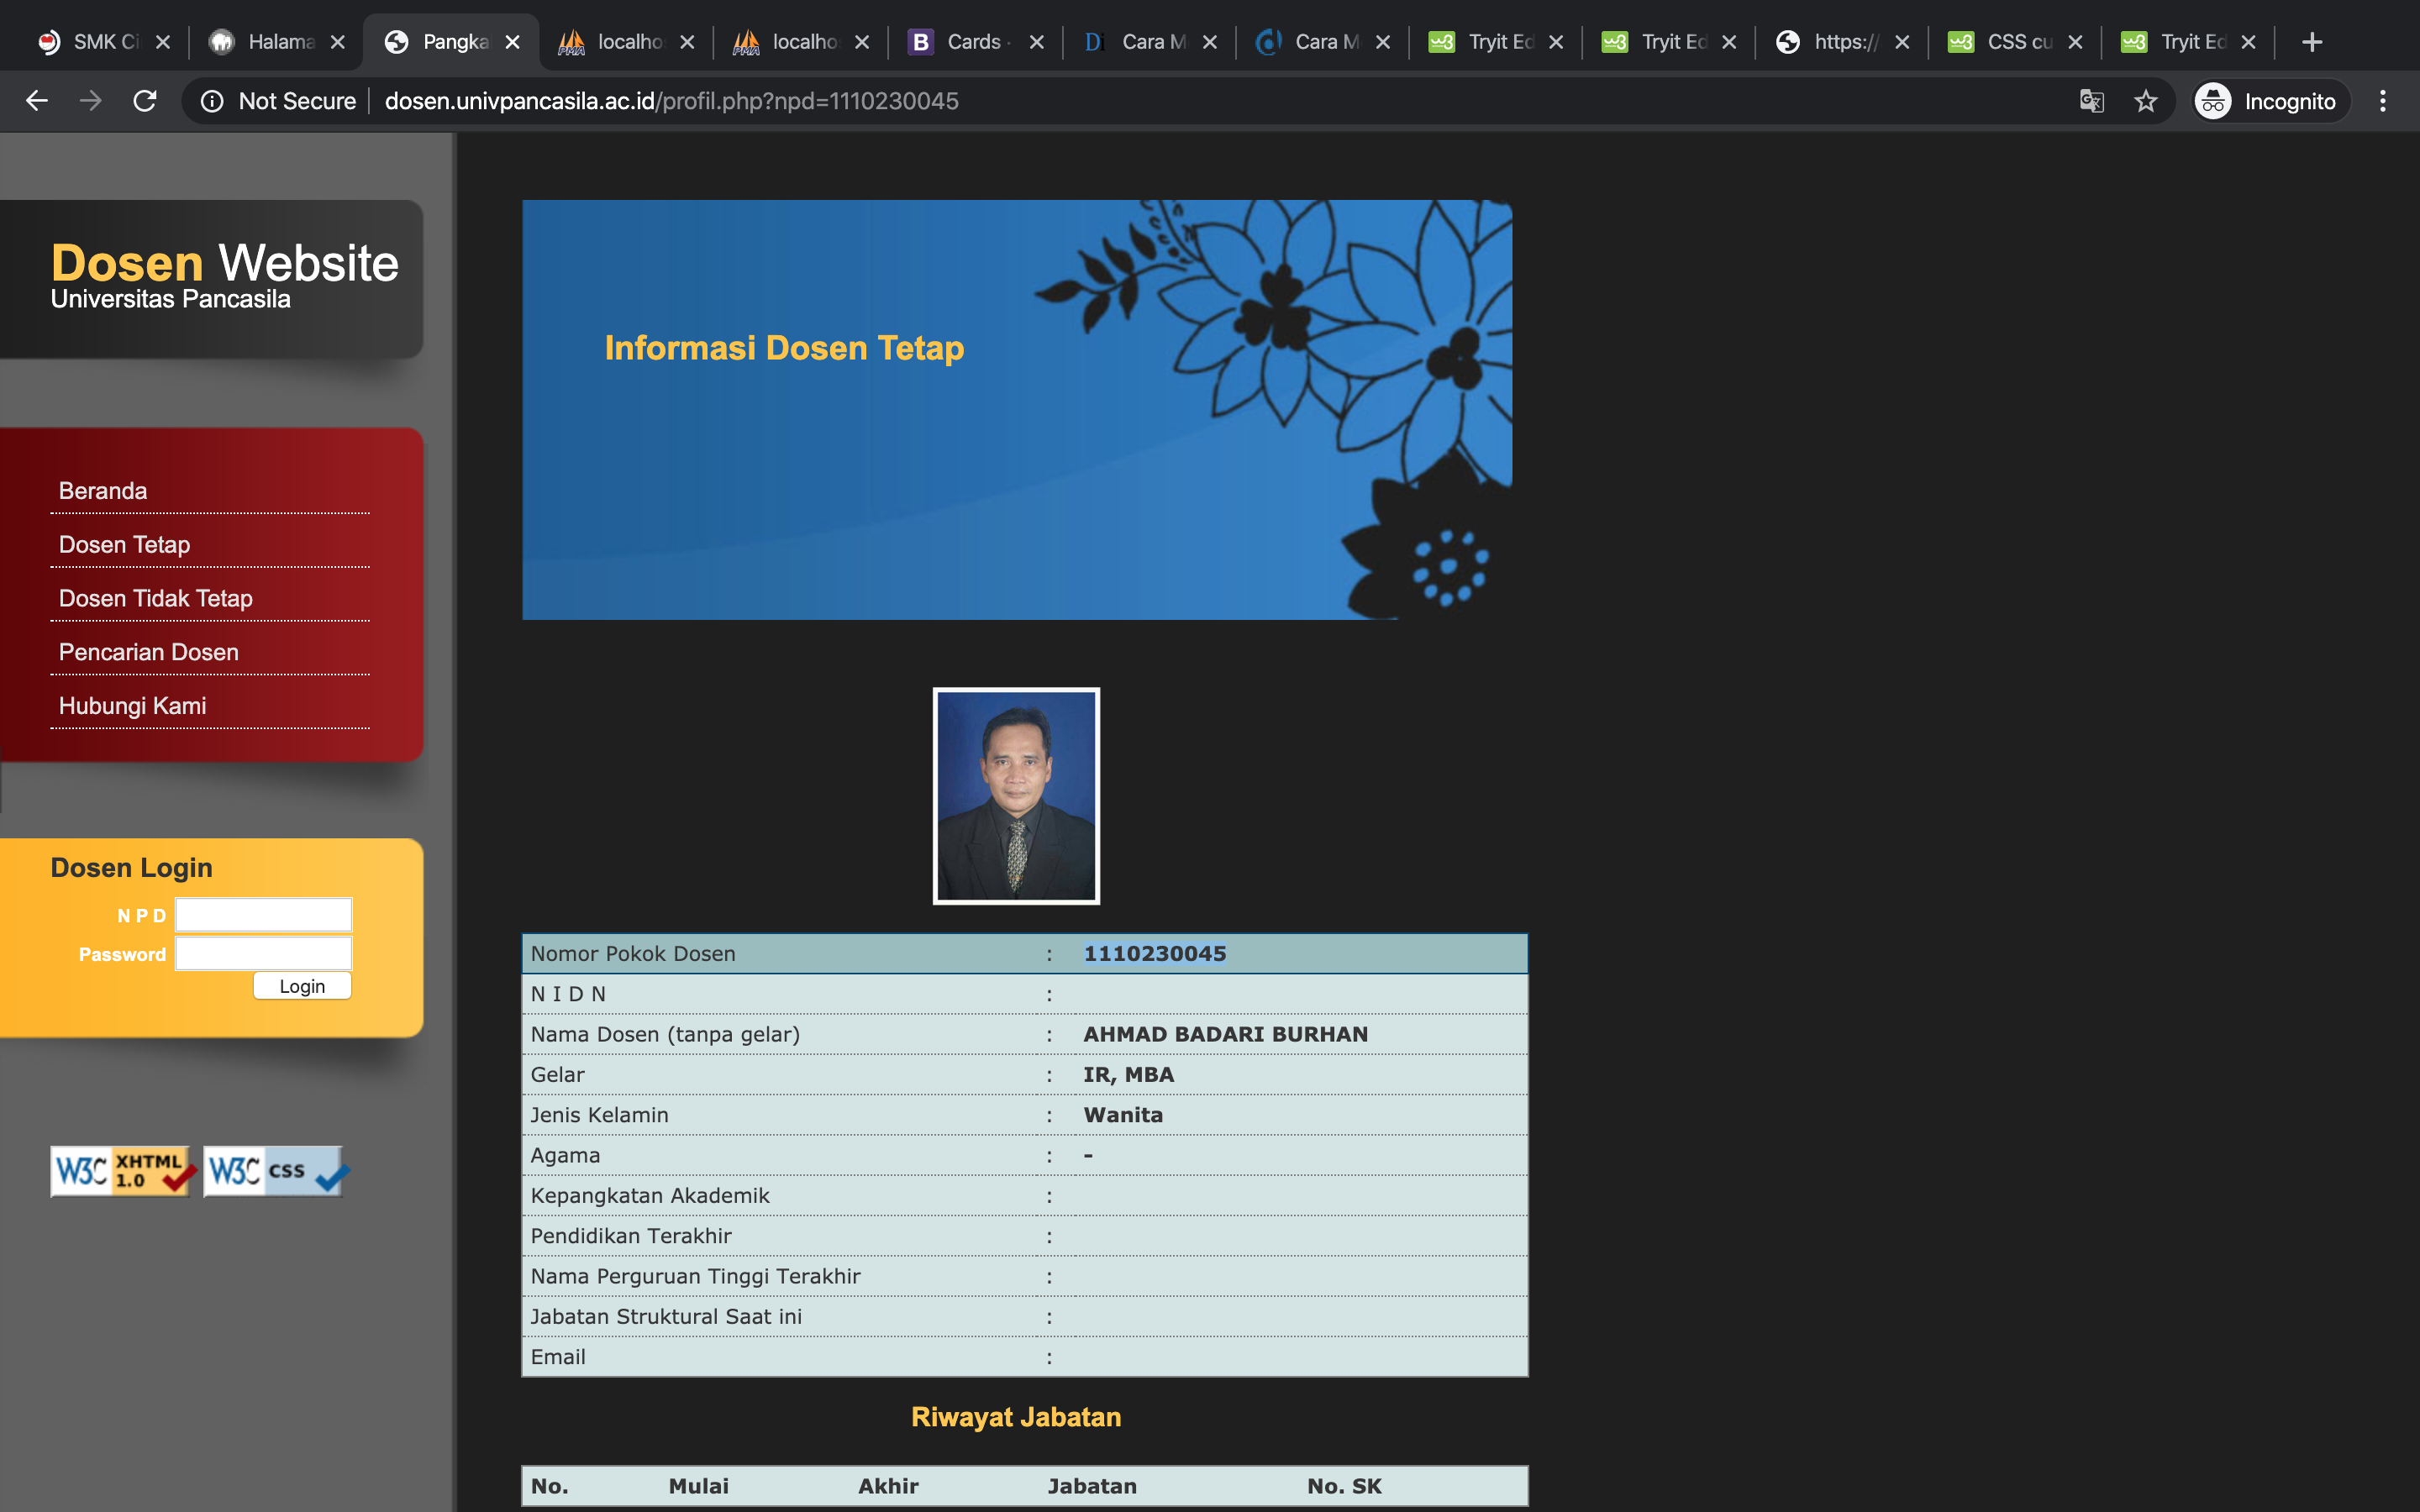 SMK Ci
Halama
Pangka
localho
localho
Cards
Di Cara M
Cara M
Tryit Ed
Tryit Ed
https://
CSS cu
Tryit Ed
Not Secure
dosen.univpancasila.ac.id/profil.php?npd=1110230045
Incognito
Dosen Website
Universitas Pancasila
Beranda
Dosen Tetap
Dosen Tidak Tetap
Pencarian Dosen
Hubungi Kami
Dosen Login
N P D
Password
Login
W3C XHTML 1.0
W3C CSS
Informasi Dosen Tetap
Nomor Pokok Dosen : 1110230045
N I D N :
Nama Dosen (tanpa gelar) : AHMAD BADARI BURHAN
Gelar : IR, MBA
Jenis Kelamin : Wanita
Agama : -
Kepangkatan Akademik :
Pendidikan Terakhir :
Nama Perguruan Tinggi Terakhir :
Jabatan Struktural Saat ini :
Email :
Riwayat Jabatan
No. Mulai Akhir Jabatan No. SK